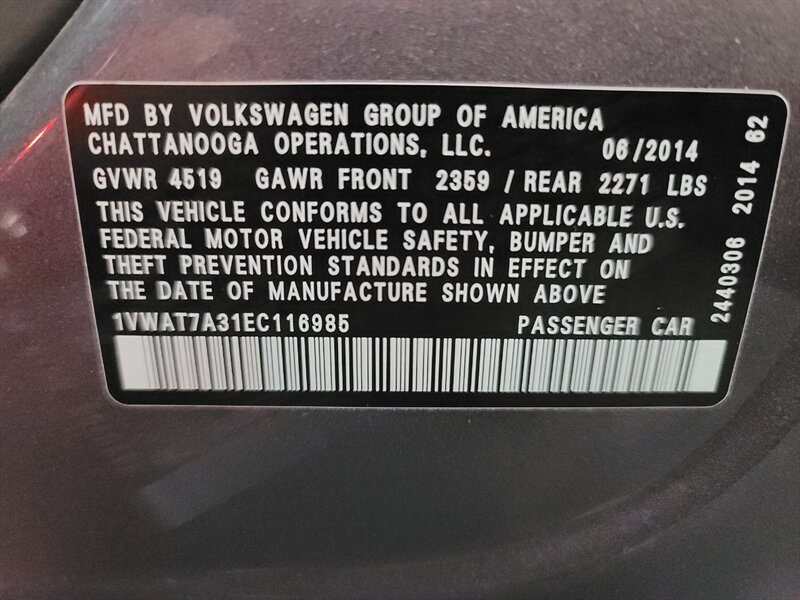 MFD BY VOLKSWAGEN GROUP OF AMERICA
CHATTANOOGA OPERATIONS, LLC. 06/2014
GVWR 4519 GAWR FRONT 2359 / REAR 2271 LBS
THIS VEHICLE CONFORMS TO ALL APPLICABLE U.S.
FEDERAL MOTOR VEHICLE SAFETY, BUMPER AND
THEFT PREVENTION STANDARDS IN EFFECT ON
THE DATE OF MANUFACTURE SHOWN ABOVE
1VWAT7A31EC116985 PASSENGER CAR
2440306 2014 62